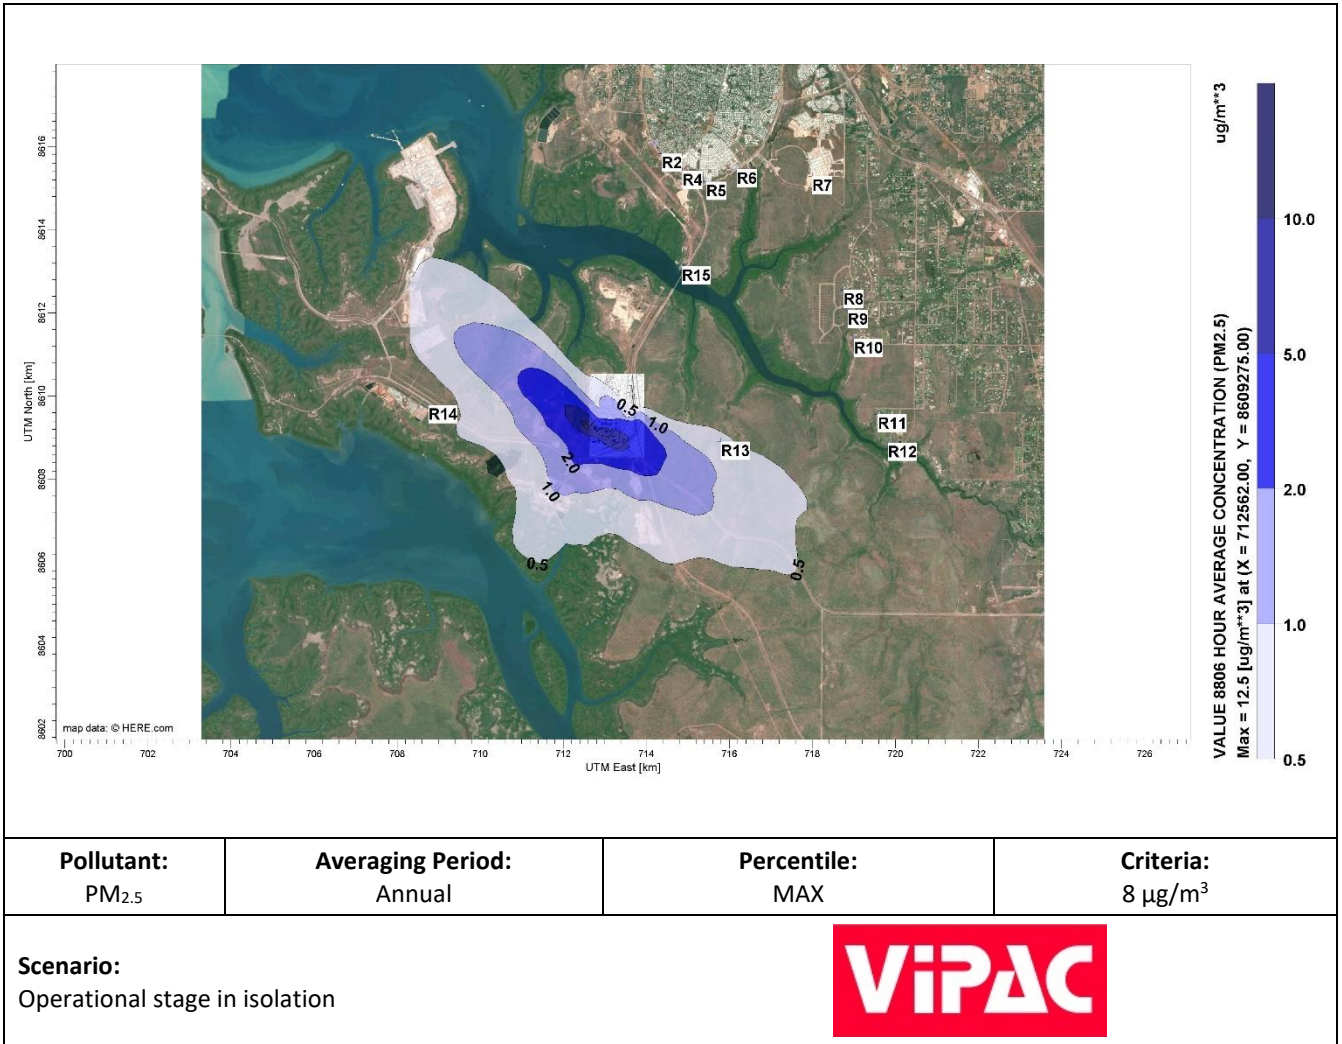 R2
R4
R5
R6
R7
R15
R8
R9
R10
R14
R11
R13
R12
0.5
1.0
2.0
1.0
0.5
0.5
map data: © HERE.com
8616
8614
8612
8610
8608
8606
8604
8602
UTM North [km]
700 702 704 706 708 710 712 714 716 718 720 722 724 726
UTM East [km]
VALUE 8806 HOUR AVERAGE CONCENTRATION (PM2.5) ug/m**3
Max = 12.5 [ug/m**3] at (X = 712562.00, Y = 8609275.00)
10.0
5.0
2.0
1.0
0.5
Pollutant: Averaging Period: Percentile: Criteria:
PM2.5 Annual MAX 8 µg/m³
Scenario:
Operational stage in isolation
ViPAC